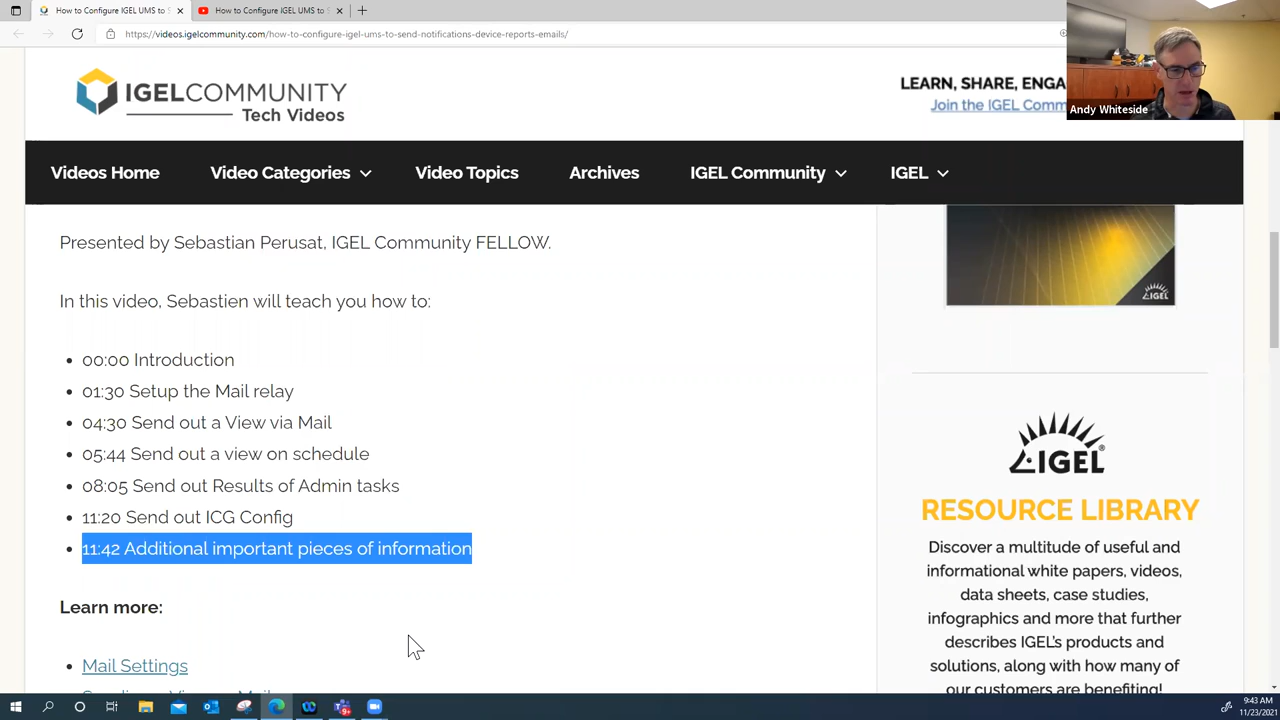 How to Configure IGEL UMS to S
How to Configure IGEL UMS to S
https://videos.igelcommunity.com/how-to-configure-igel-ums-to-send-notifications-device-reports-emails/
IGELCOMMUNITY
Tech Videos
LEARN, SHARE, ENGA
Join the IGEL Comm
Andy Whiteside
Videos Home
Video Categories
Video Topics
Archives
IGEL Community
IGEL
Presented by Sebastian Perusat, IGEL Community FELLOW.
In this video, Sebastien will teach you how to:
00:00 Introduction
01:30 Setup the Mail relay
04:30 Send out a View via Mail
05:44 Send out a view on schedule
08:05 Send out Results of Admin tasks
11:20 Send out ICG Config
11:42 Additional important pieces of information
Learn more:
Mail Settings
IGEL
IGEL
RESOURCE LIBRARY
Discover a multitude of useful and
informational white papers, videos,
data sheets, case studies,
infographics and more that further
describes IGEL's products and
solutions, along with how many of
our customers are benefiting!
9:43 AM
11/23/2021